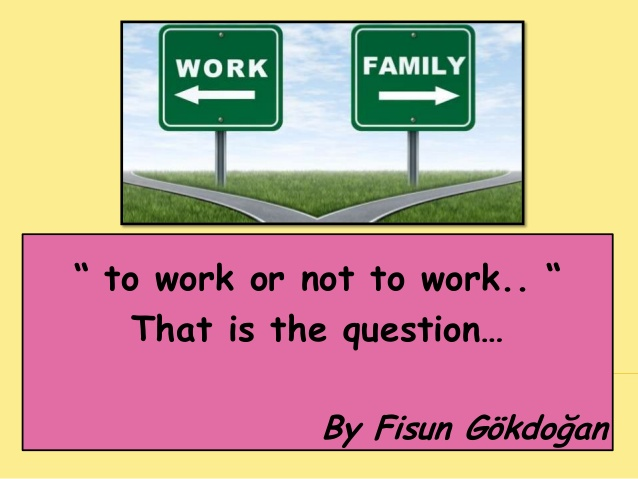 WORK
FAMILY
“ to work or not to work.. “
That is the question…
By Fisun Gökdoğan